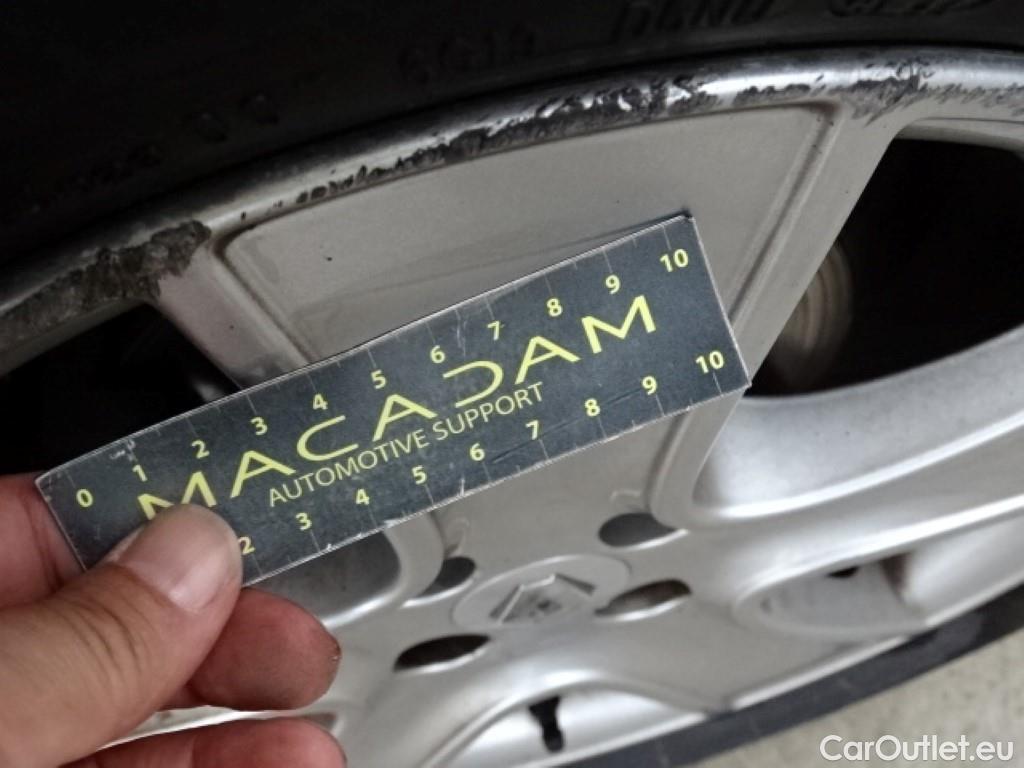 0 1 2 3 4 5 6 7 8 9 10
MACADAM
AUTOMOTIVE SUPPORT
2 3 4 5 6 7 8 9 10
CarOutlet.eu